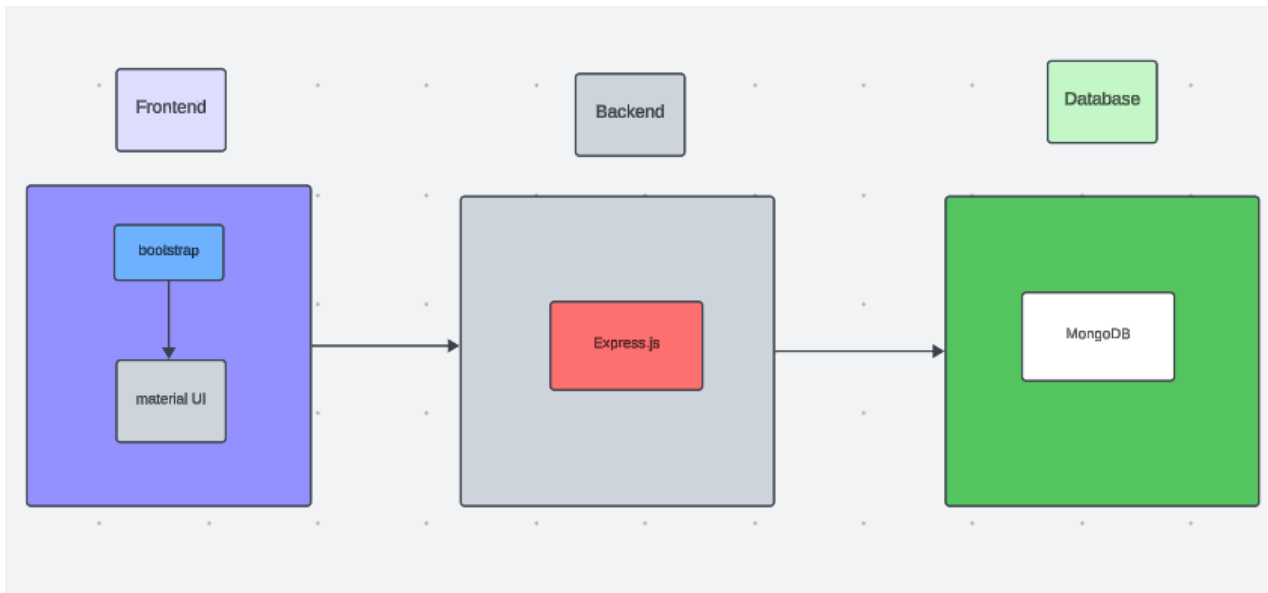 Frontend
Backend
Database
bootstrap
material UI
Express.js
MongoDB